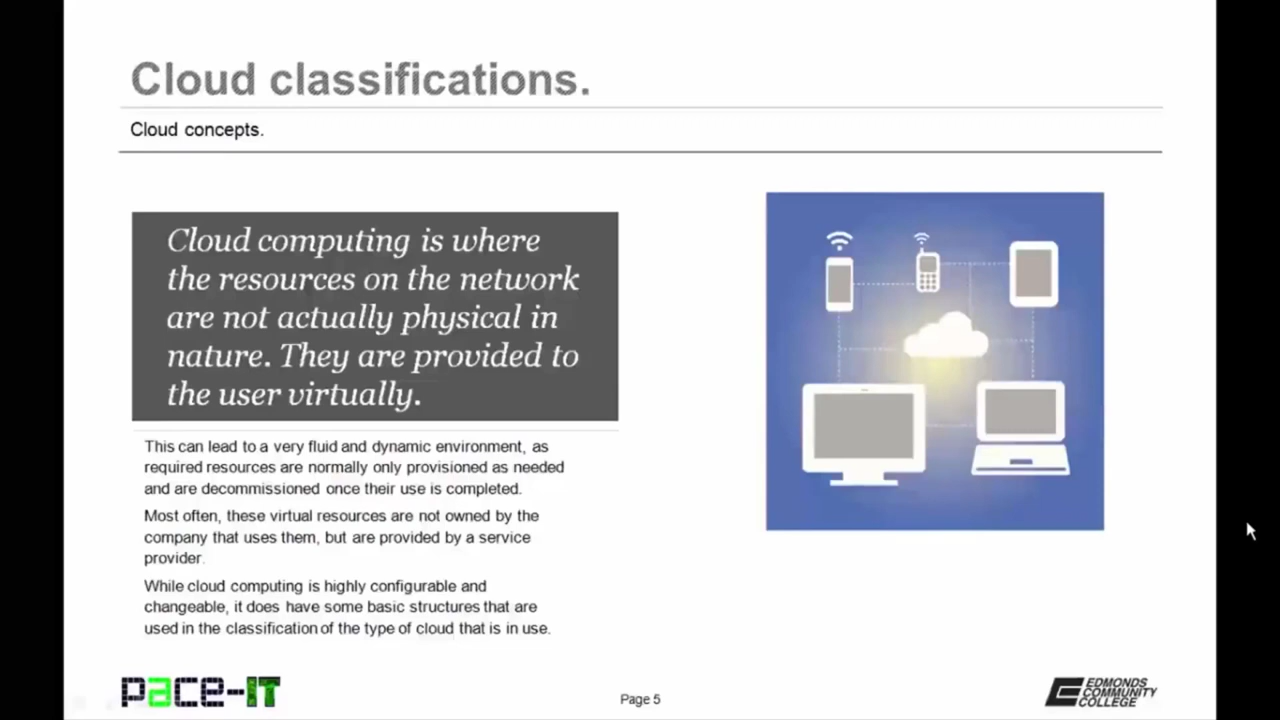 Cloud classifications.
Cloud concepts.
Cloud computing is where
the resources on the network
are not actually physical in
nature. They are provided to
the user virtually.
This can lead to a very fluid and dynamic environment, as
required resources are normally only provisioned as needed
and are decommissioned once their use is completed.
Most often, these virtual resources are not owned by the
company that uses them, but are provided by a service
provider.
While cloud computing is highly configurable and
changeable, it does have some basic structures that are
used in the classification of the type of cloud that is in use.
pace-IT
Page 5
EDMONDS
COMMUNITY
COLLEGE